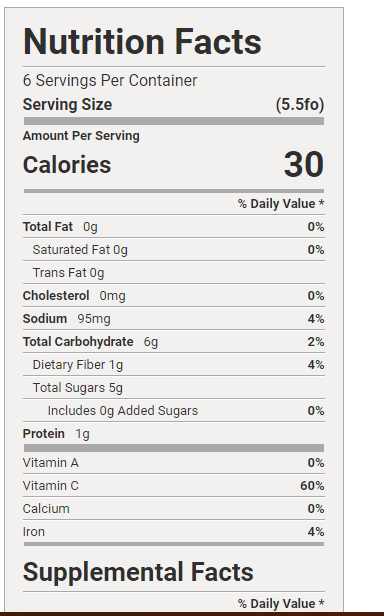 Nutrition Facts
6 Servings Per Container
Serving Size (5.5fo)
Amount Per Serving
Calories 30
% Daily Value *
Total Fat 0g 0%
Saturated Fat 0g 0%
Trans Fat 0g
Cholesterol 0mg 0%
Sodium 95mg 4%
Total Carbohydrate 6g 2%
Dietary Fiber 1g 4%
Total Sugars 5g
Includes 0g Added Sugars 0%
Protein 1g
Vitamin A 0%
Vitamin C 60%
Calcium 0%
Iron 4%
Supplemental Facts
% Daily Value *